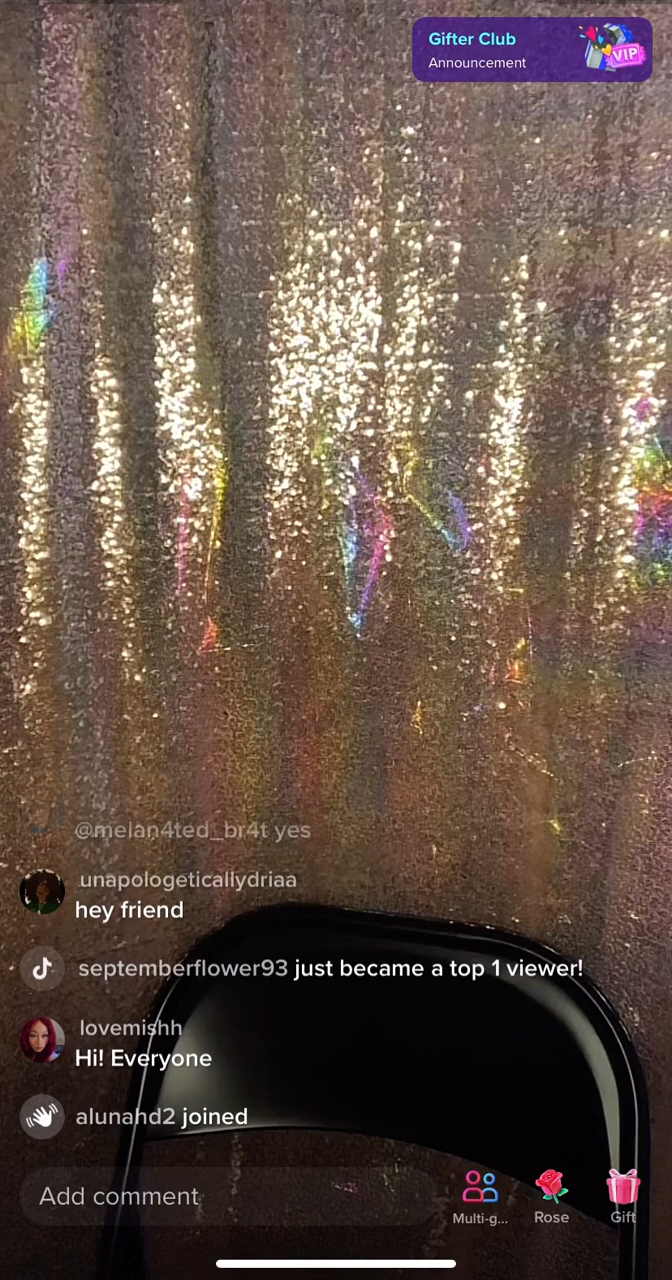 Gifter Club
Announcement
VIP
@melan4ted_br4t yes
unapologeticallydriaa
hey friend
septemberflower93 just became a top 1 viewer!
lovemishh
Hi! Everyone
alunahd2 joined
Add comment
Multi-g...
Rose
Gift